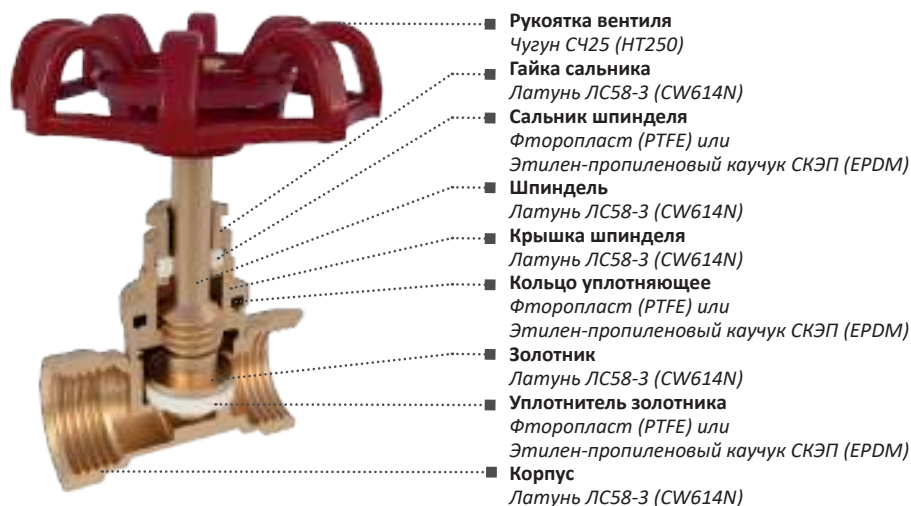 Рукоятка вентиля
Чугун СЧ25 (HT250)
Гайка сальника
Латунь ЛС58-3 (CW614N)
Сальник шпинделя
Фторопласт (PTFE) или
Этилен-пропиленовый каучук СКЭП (EPDM)
Шпиндель
Латунь ЛС58-3 (CW614N)
Крышка шпинделя
Латунь ЛС58-3 (CW614N)
Кольцо уплотняющее
Фторопласт (PTFE) или
Этилен-пропиленовый каучук СКЭП (EPDM)
Золотник
Латунь ЛС58-3 (CW614N)
Уплотнитель золотника
Фторопласт (PTFE) или
Этилен-пропиленовый каучук СКЭП (EPDM)
Корпус
Латунь ЛС58-3 (CW614N)